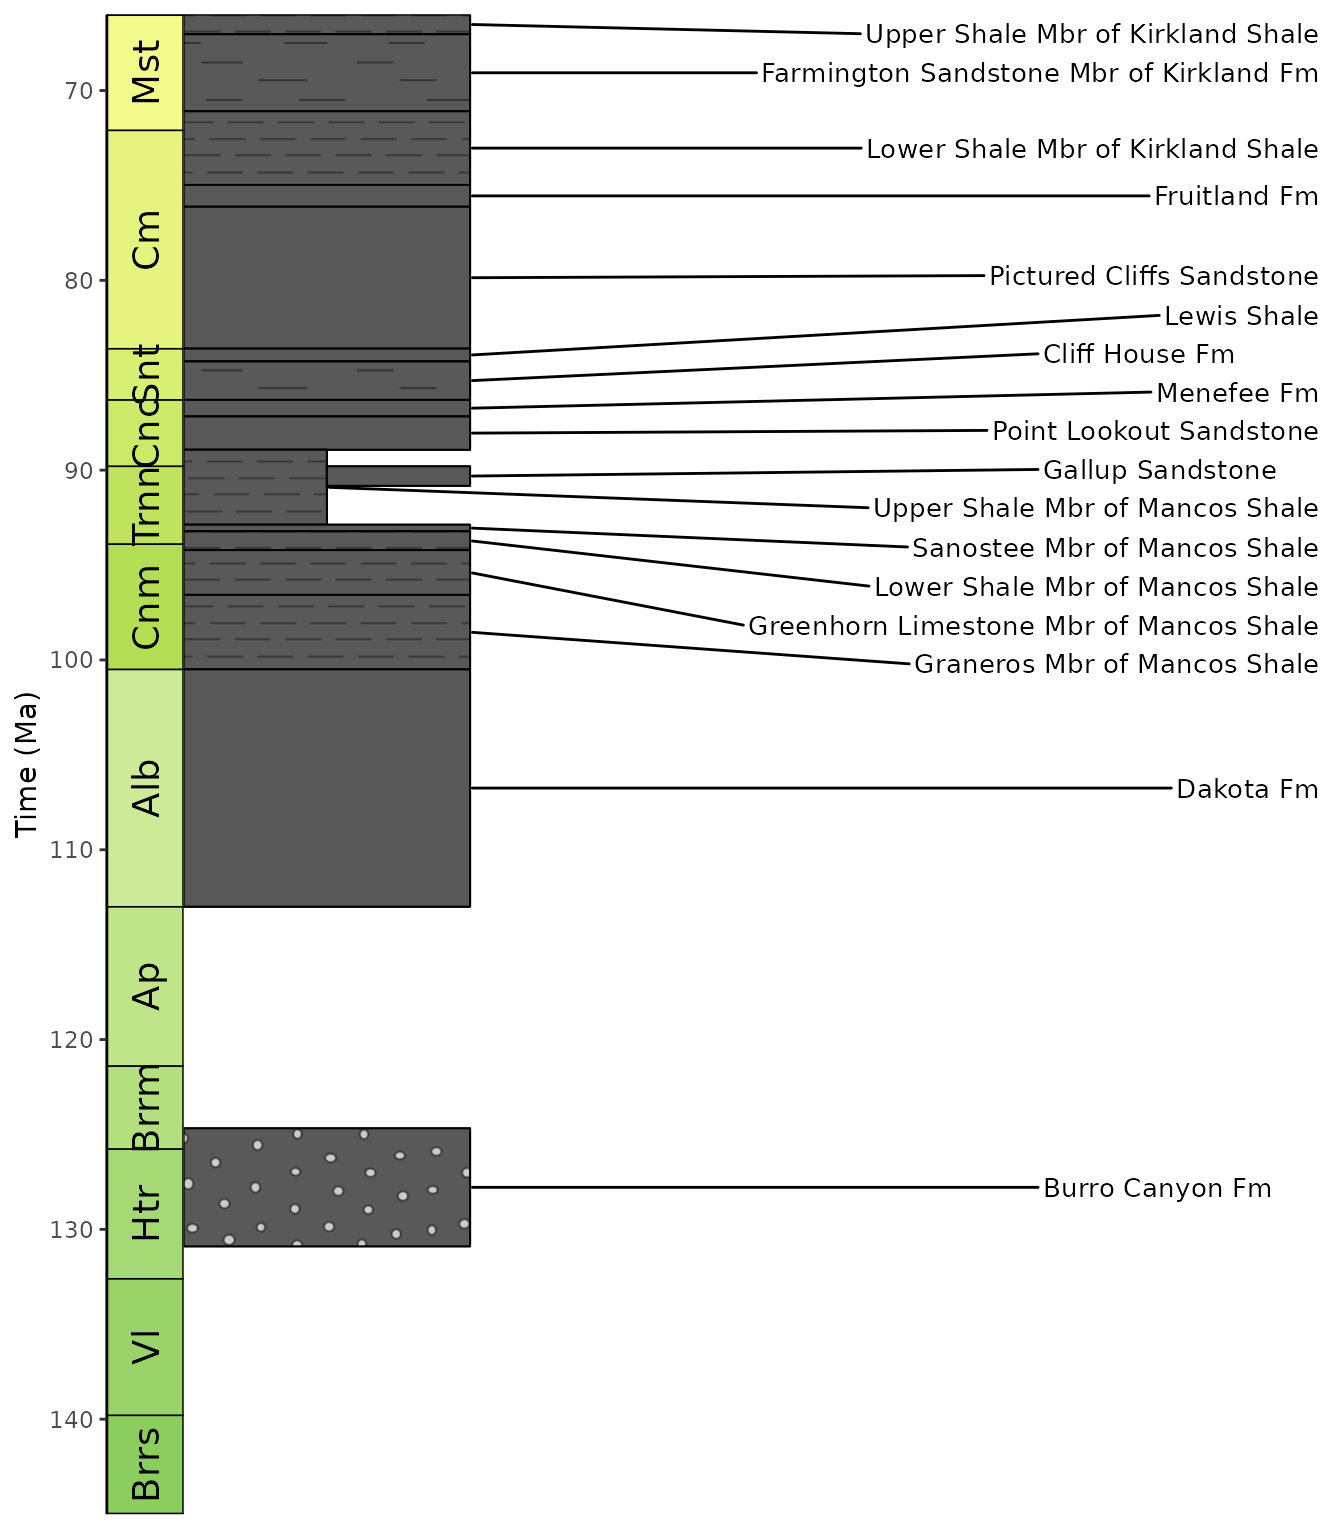 Time (Ma)
70
80
90
100
110
120
130
140
Mst
Cm
Snt
Cnc
Trnn
Cnm
Alb
Ap
Brrm
Htr
Vl
Brrs
Upper Shale Mbr of Kirkland Shale
Farmington Sandstone Mbr of Kirkland Fm
Lower Shale Mbr of Kirkland Shale
Fruitland Fm
Pictured Cliffs Sandstone
Lewis Shale
Cliff House Fm
Menefee Fm
Point Lookout Sandstone
Gallup Sandstone
Upper Shale Mbr of Mancos Shale
Sanostee Mbr of Mancos Shale
Lower Shale Mbr of Mancos Shale
Greenhorn Limestone Mbr of Mancos Shale
Graneros Mbr of Mancos Shale
Dakota Fm
Burro Canyon Fm